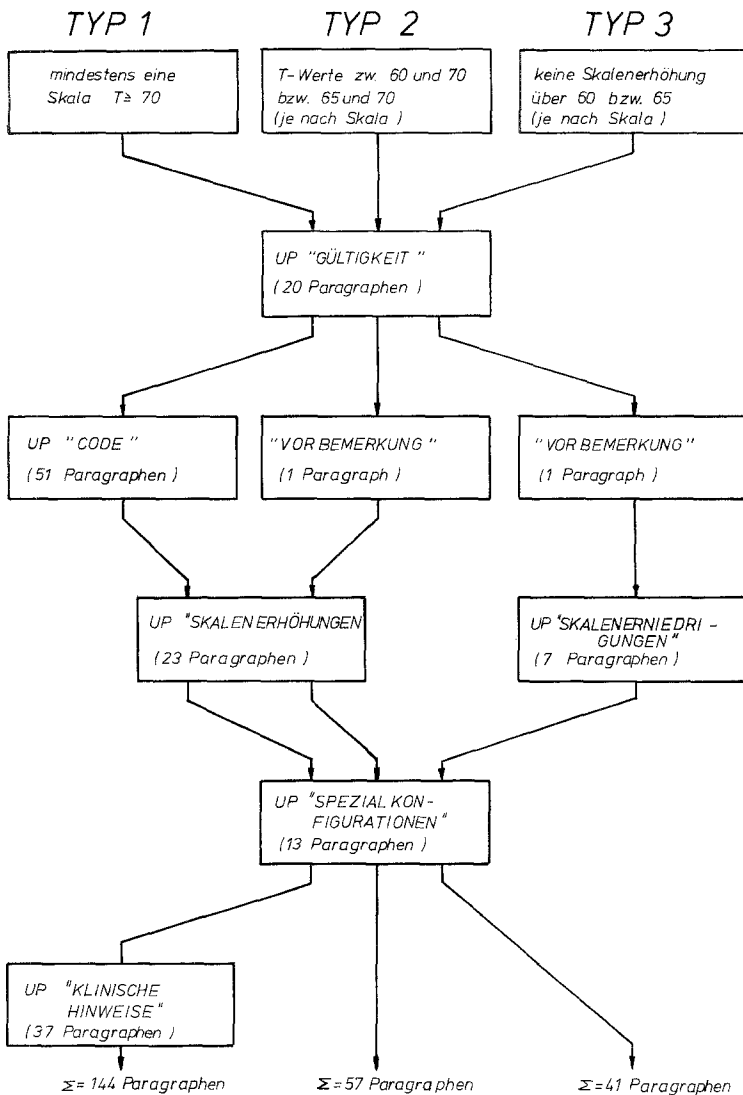 TYP 1
TYP 2
TYP 3
mindestens eine
Skala T≥ 70
T-Werte zw. 60 und 70
bzw. 65 und 70
(je nach Skala )
keine Skalenerhöhung
über 60 bzw. 65
(je nach Skala )
UP "GÜLTIGKEIT "
(20 Paragraphen )
UP " CODE "
(51 Paragraphen )
"VORBEMERKUNG "
(1 Paragraph )
"VORBEMERKUNG "
(1 Paragraph )
UP "SKALENERHÖHUNGEN
(23 Paragraphen )
UP "SKALENERNIEDRI -
GUNGEN"
(7 Paragraphen )
UP "SPEZIALKON-
FIGURATIONEN"
(13 Paragraphen )
UP "KLINISCHE
HINWEISE"
(37 Paragraphen )
Σ= 144 Paragraphen
Σ= 57 Paragraphen
Σ= 41 Paragraphen